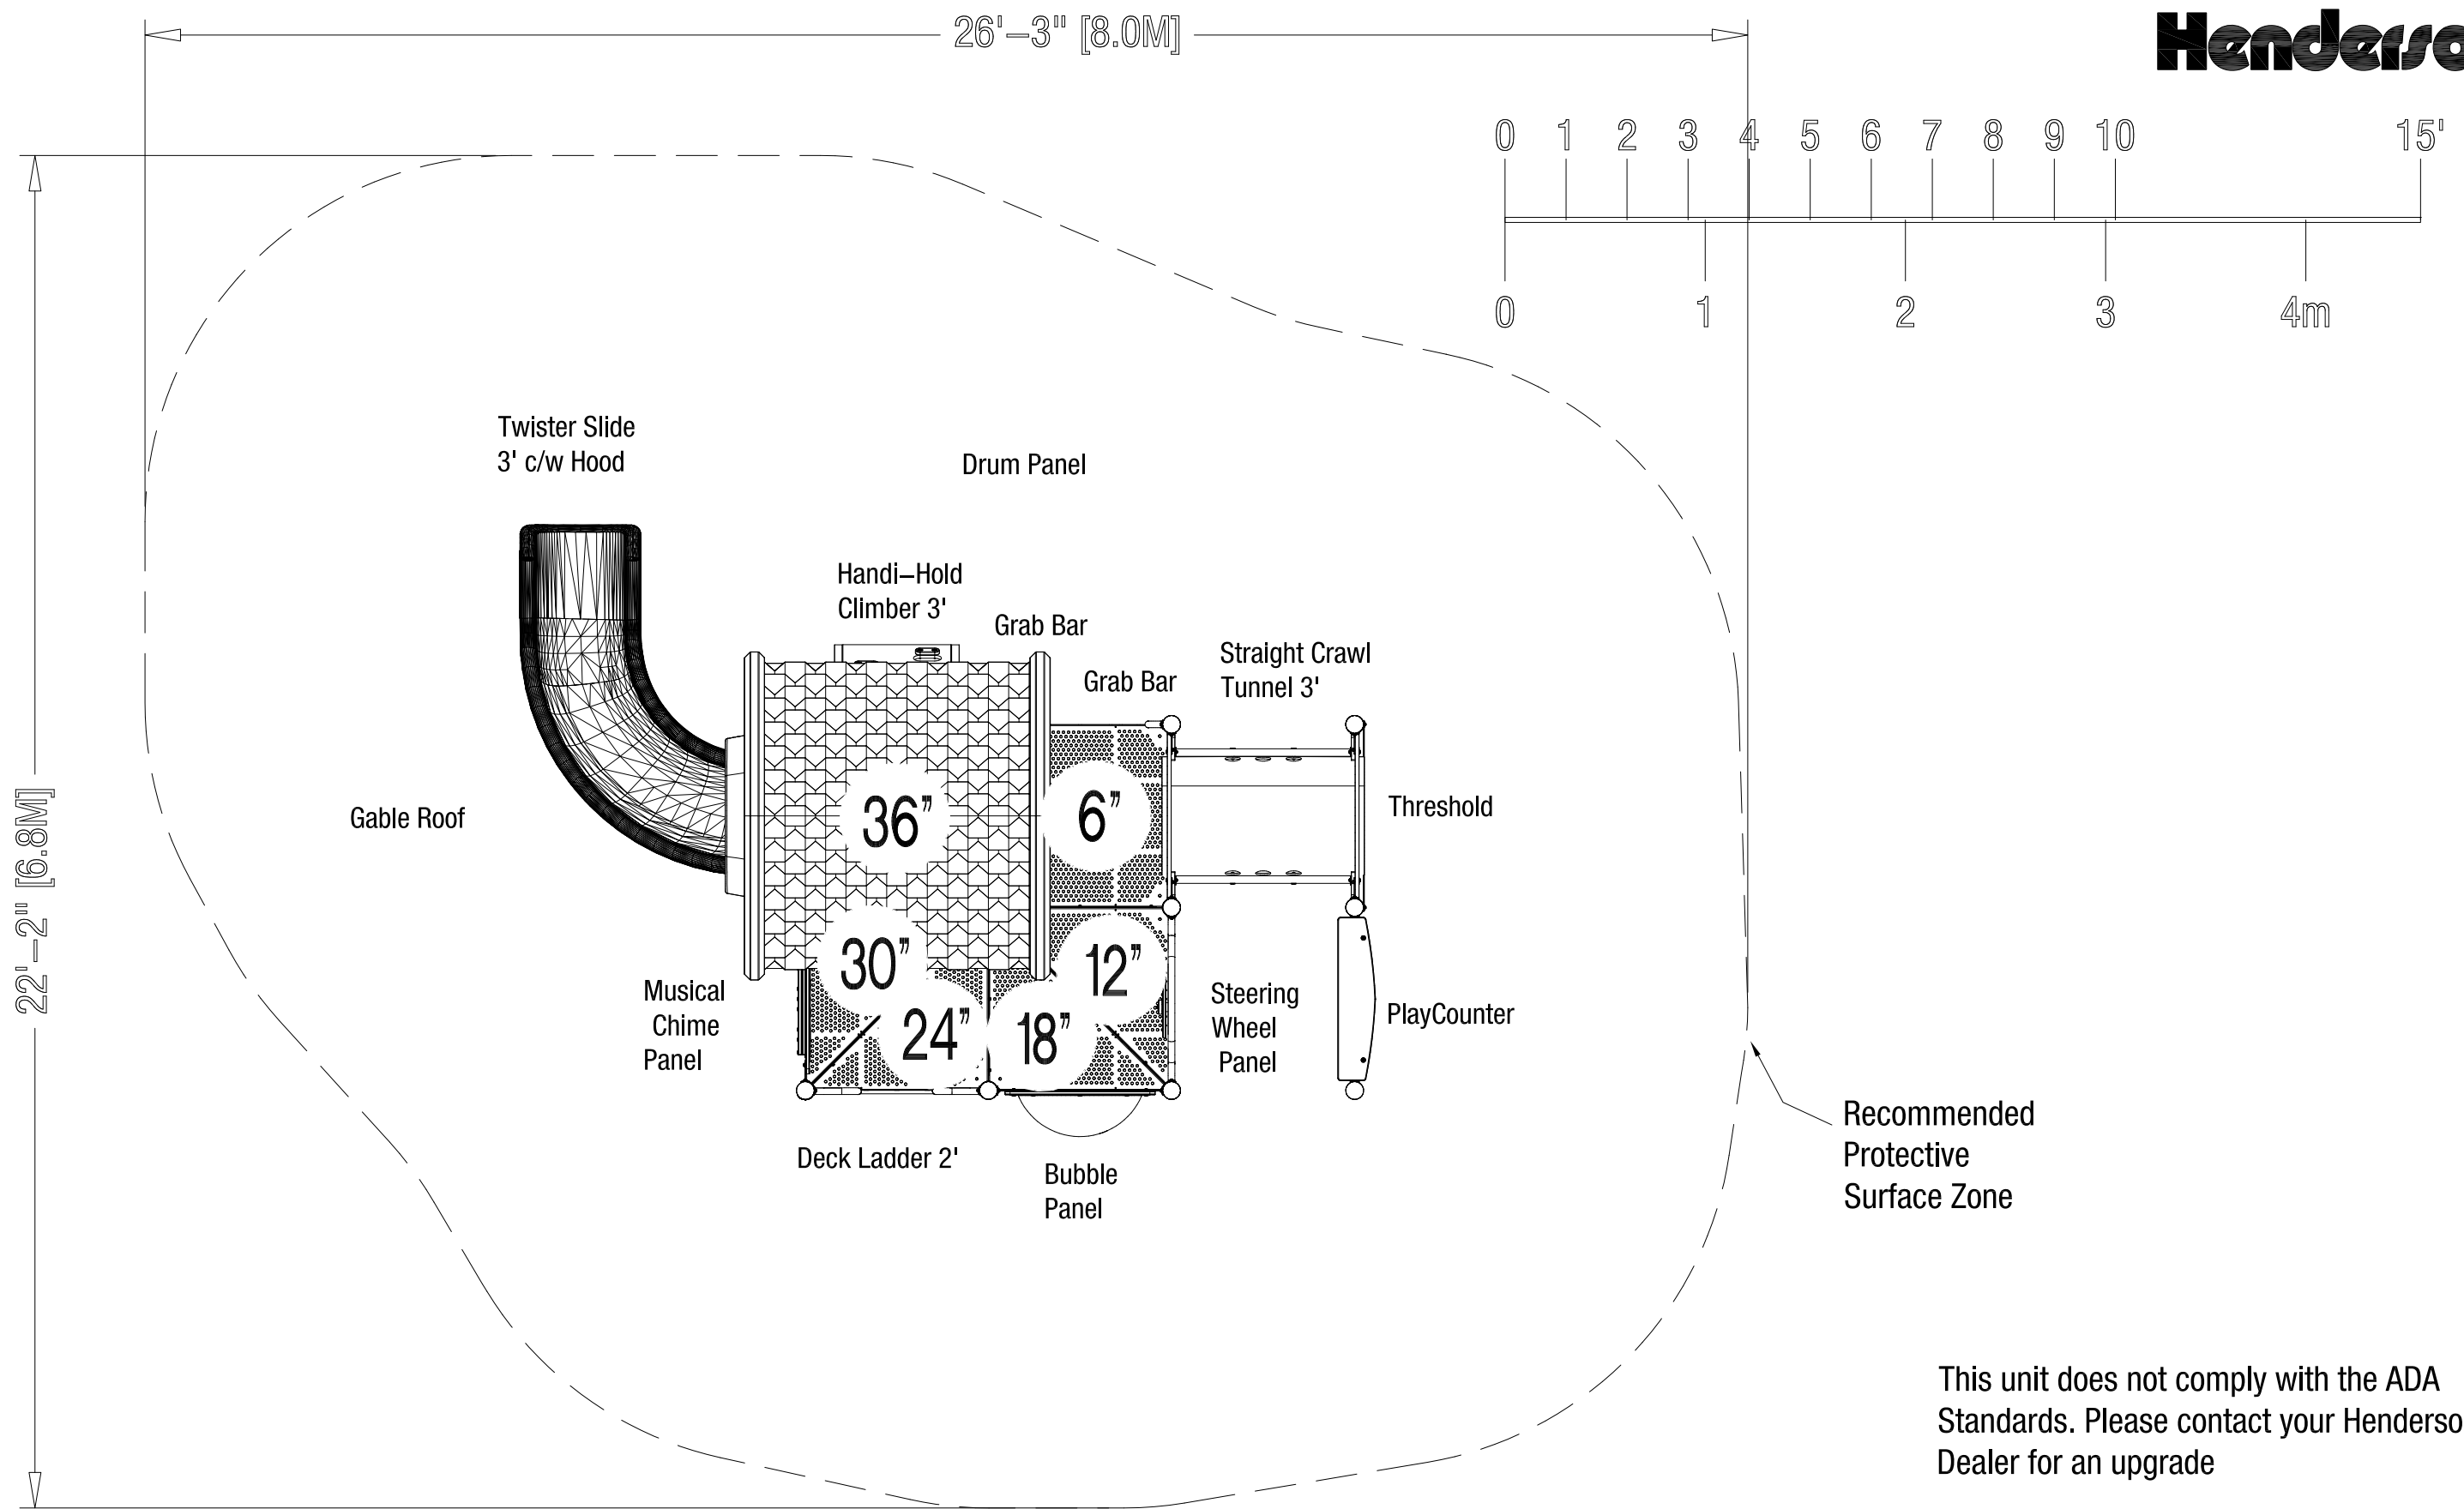 26'–3" [8.0M]
Henderso
0 1 2 3 4 5 6 7 8 9 10 15'
0 1 2 3 4m
22'–2" [6.8M]
Twister Slide
3' c/w Hood
Drum Panel
Handi–Hold
Climber 3'
Grab Bar
Grab Bar
Straight Crawl
Tunnel 3'
Gable Roof
36”
6”
Threshold
30”
12”
24”
18”
Musical
Chime
Panel
Steering
Wheel
Panel
PlayCounter
Deck Ladder 2'
Bubble
Panel
Recommended
Protective
Surface Zone
This unit does not comply with the ADA
Standards. Please contact your Henderso
Dealer for an upgrade